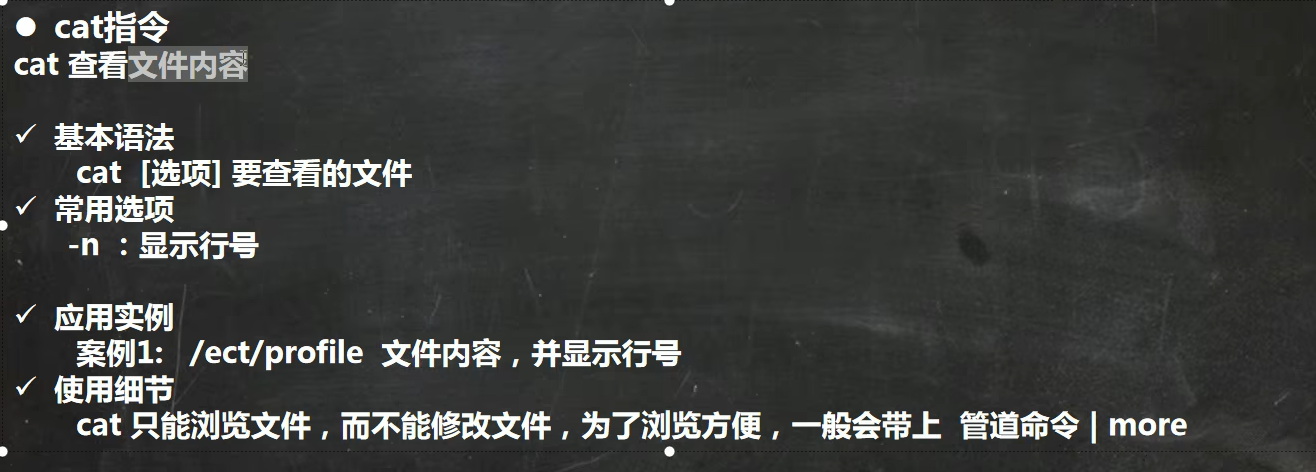 ● cat指令
cat 查看文件内容
✓ 基本语法
cat [选项] 要查看的文件
✓ 常用选项
-n ：显示行号
✓ 应用实例
案例1: /ect/profile 文件内容，并显示行号
✓ 使用细节
cat 只能浏览文件，而不能修改文件，为了浏览方便，一般会带上 管道命令 | more